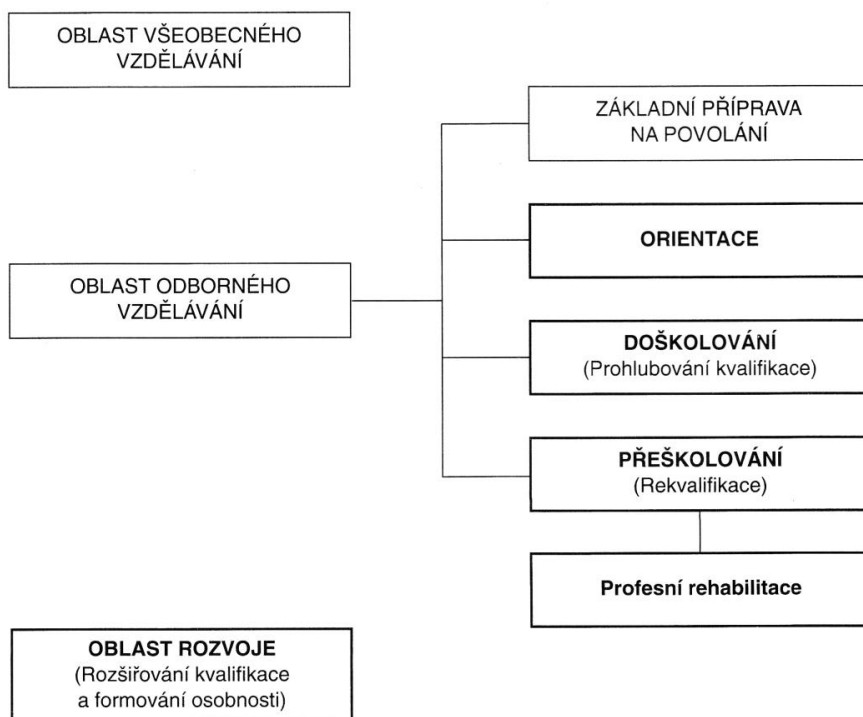 OBLAST VŠEOBECNÉHO
VZDĚLÁVÁNÍ
ZÁKLADNÍ PŘÍPRAVA
NA POVOLÁNÍ
ORIENTACE
OBLAST ODBORNÉHO
VZDĚLÁVÁNÍ
DOŠKOLOVÁNÍ
(Prohlubování kvalifikace)
PŘEŠKOLOVÁNÍ
(Rekvalifikace)
Profesní rehabilitace
OBLAST ROZVOJE
(Rozšiřování kvalifikace
a formování osobnosti)